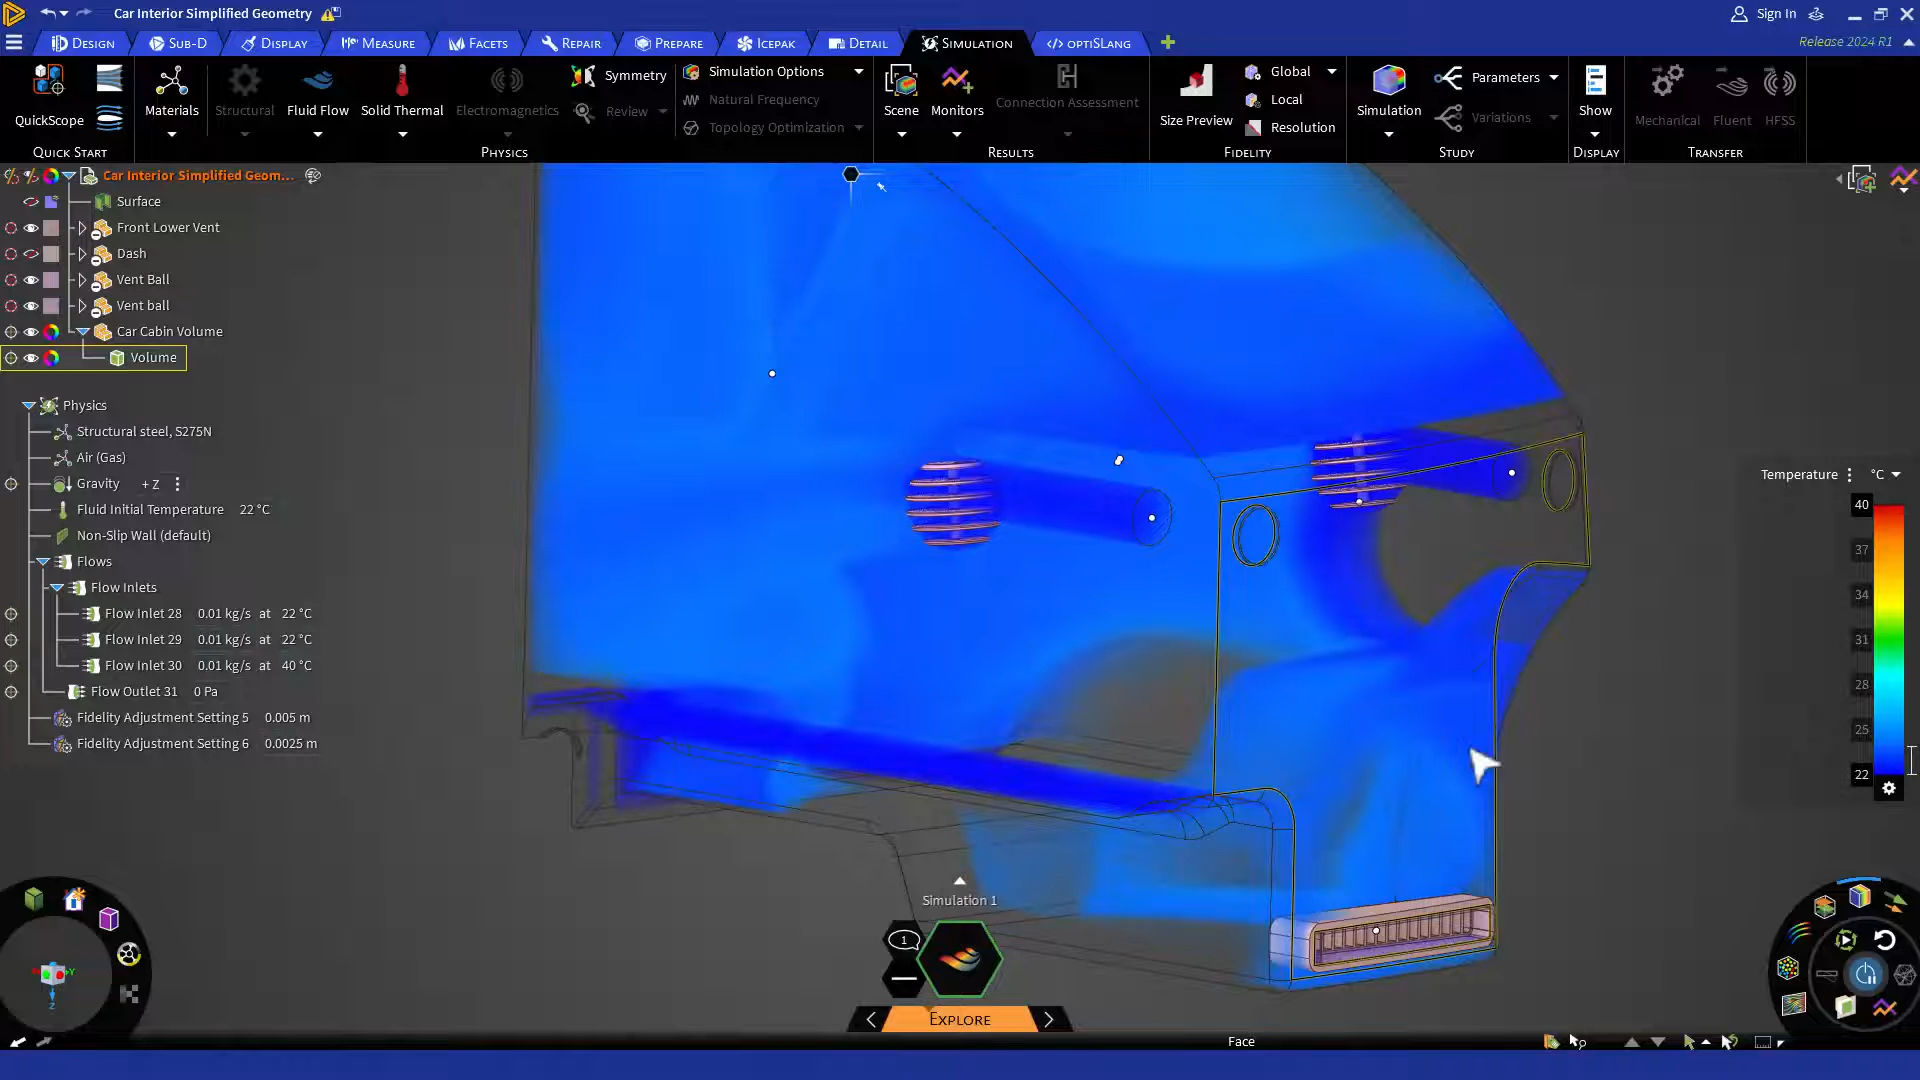 Car Interior Simplified Geometry
Sign In
Design
Sub-D
Display
Measure
Facets
Repair
Prepare
Icepak
Detail
Simulation
optiSLang
Release 2024 R1
QuickScope
Quick Start
Materials
Structural
Fluid Flow
Solid Thermal
Electromagnetics
Symmetry
Review
Simulation Options
Natural Frequency
Topology Optimization
Physics
Scene
Monitors
Connection Assessment
Results
Size Preview
Global
Local
Resolution
Fidelity
Simulation
Parameters
Variations
Study
Show
Display
Mechanical
Fluent
HFSS
Transfer
Car Interior Simplified Geom...
Surface
Front Lower Vent
Dash
Vent Ball
Vent ball
Car Cabin Volume
Volume
Physics
Structural steel, S275N
Air (Gas)
Gravity +Z
Fluid Initial Temperature 22 °C
Non-Slip Wall (default)
Flows
Flow Inlets
Flow Inlet 28 0.01 kg/s at 22 °C
Flow Inlet 29 0.01 kg/s at 22 °C
Flow Inlet 30 0.01 kg/s at 40 °C
Flow Outlet 31 0 Pa
Fidelity Adjustment Setting 5 0.005 m
Fidelity Adjustment Setting 6 0.0025 m
Temperature °C
40
37
34
31
28
25
22
Simulation 1
1
Explore
Z
Y
Face